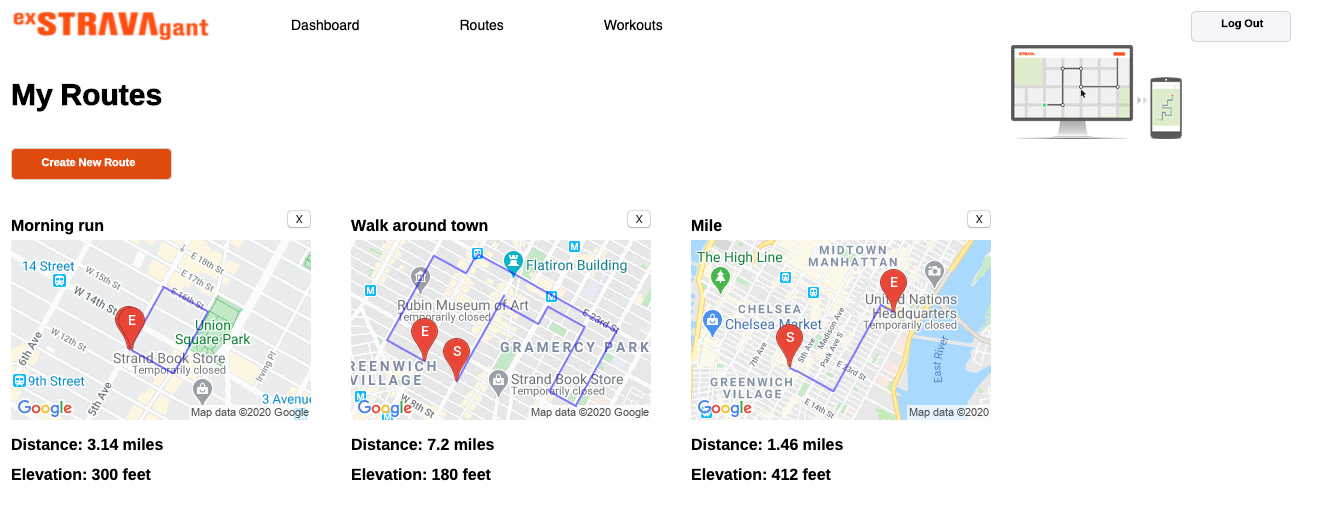 exSTRAVAgant
Dashboard
Routes
Workouts
Log Out
STRAVA
My Routes
Create New Route
Morning run
X
14 Street
W 15th St
W 14th St
W 12th St
E 18th St
E 17th St
E 16th St
Union
Square Park
E
Strand Book Store
Temporarily closed
6th Ave
5th Ave
9th Street
Irving Pl
3 Avenue
Google
Map data ©2020 Google
Distance: 3.14 miles
Elevation: 300 feet
Walk around town
X
M
Flatiron Building
M
M
Rubin Museum of Art
Temporarily closed
E 23rd St
E
S
GRAMERCY PARK
GREENWICH
VILLAGE
Strand Book Store
Temporarily closed
M
W 8th St
Google
Map data ©2020 Google
Distance: 7.2 miles
Elevation: 180 feet
Mile
X
MIDTOWN
MANHATTAN
The High Line
E
United Nations
Headquarters
Temporarily closed
CHELSEA
Chelsea Market
S
7th Ave
5th Ave
Madison Ave
Park Ave S
E 23rd St
East River
GREENWICH
VILLAGE
E 14th St
Google
Map data ©2020
Distance: 1.46 miles
Elevation: 412 feet